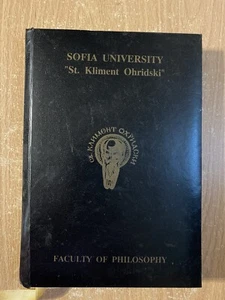 SOFIA UNIVERSITY
"St. Kliment Ohridski"
FACULTY OF PHILOSOPHY